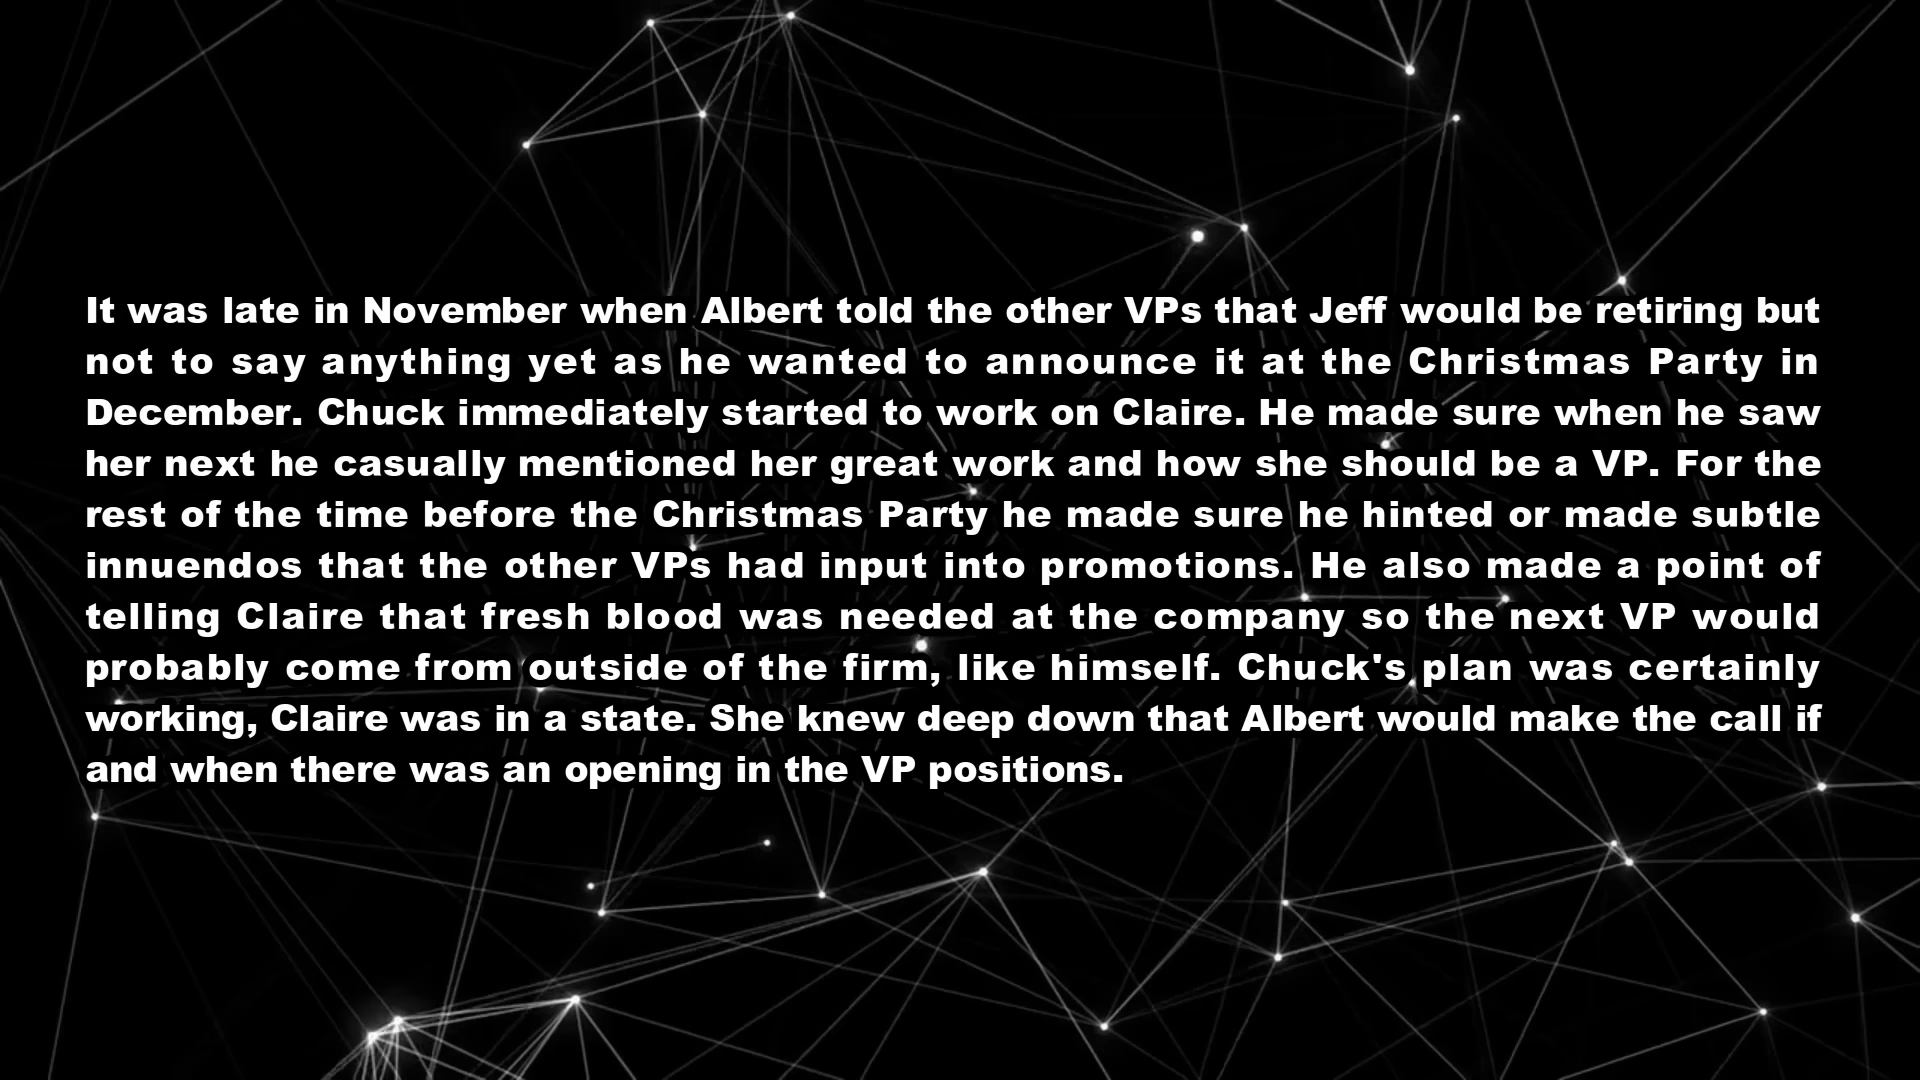 It was late in November when Albert told the other VPs that Jeff would be retiring but
not to say anything yet as he wanted to announce it at the Christmas Party in
December. Chuck immediately started to work on Claire. He made sure when he saw
her next he casually mentioned her great work and how she should be a VP. For the
rest of the time before the Christmas Party he made sure he hinted or made subtle
innuendos that the other VPs had input into promotions. He also made a point of
telling Claire that fresh blood was needed at the company so the next VP would
probably come from outside of the firm, like himself. Chuck's plan was certainly
working, Claire was in a state. She knew deep down that Albert would make the call if
and when there was an opening in the VP positions.